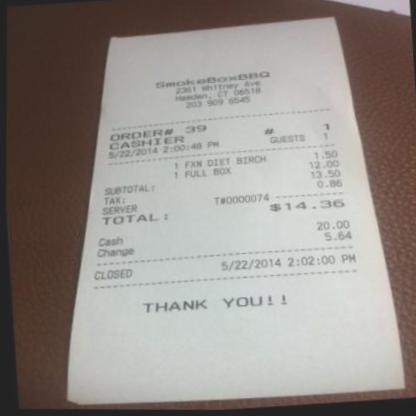 SmokeBoxBBQ
2361 Whitney Ave
Hamden, CT 06518
203 909 6545
ORDER# 39 # 1
CASHIER GUESTS 1
5/22/2014 2:00:48 PM
1 FXN DIET BIRCH 1.50
1 FULL BOX 12.00
SUBTOTAL: 13.50
TAX: 0.86
SERVER T#0000074
TOTAL: $14.36
Cash 20.00
Change 5.64
CLOSED 5/22/2014 2:02:00 PM
THANK YOU!!